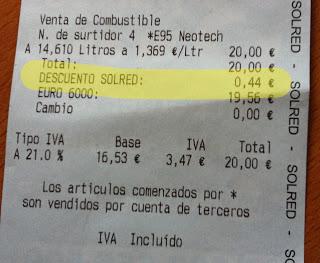 Venta de Combustible
N. de surtidor 4 *E95 Neotech
A 14,610 Litros a 1,369 €/Ltr 20,00 €
Total: 20,00 €
DESCUENTO SOLRED: 0,44 €
EURO 6000: 19,56 €
Cambio 0,00 €
Tipo IVA Base IVA Total
A 21.0 % 16,53 € 3,47 € 20,00 €
Los artículos comenzados por *
son vendidos por cuenta de terceros
IVA Incluído
SOLRED - SOLRED - SOLRED - SOLRED